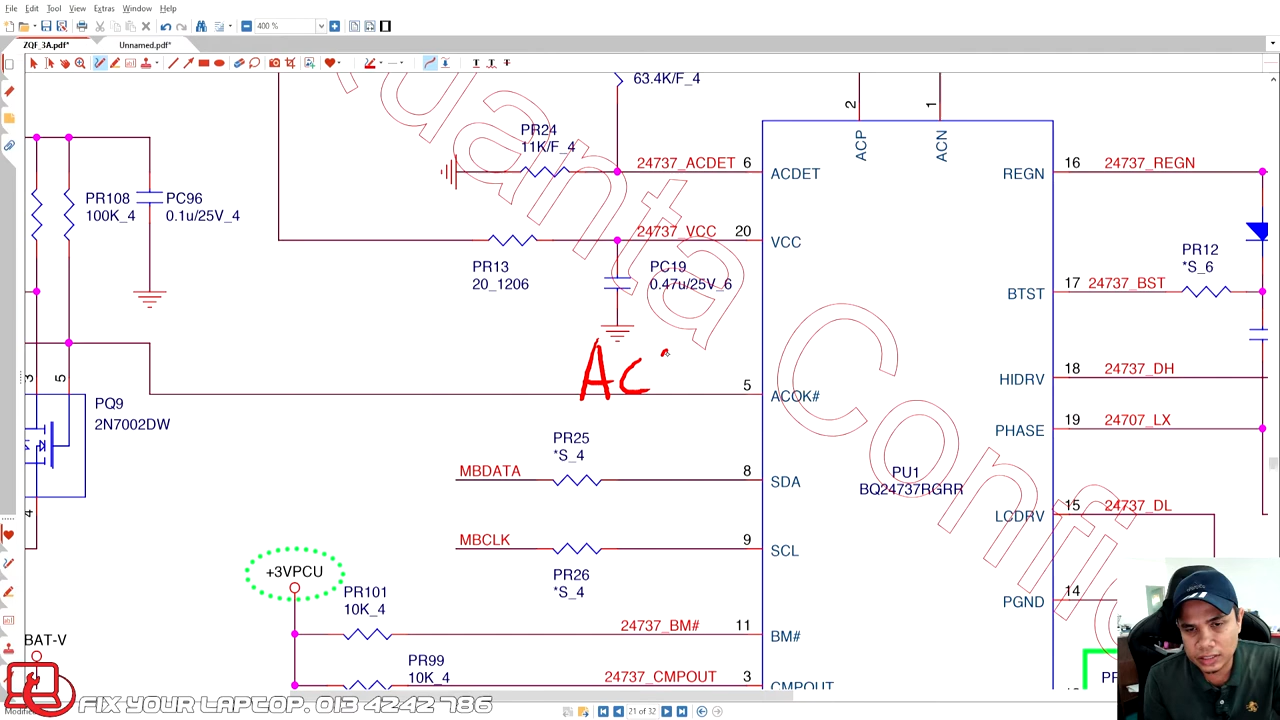 File Edit Tool View Extras Window Help
400 %
ZQF_3A.pdf* Unnamed.pdf*
63.4K/F_4
2
1
PR24
11K/F_4
24737_ACDET 6
ACDET
ACP
ACN
REGN
16 24737_REGN
PR108
100K_4
PC96
0.1u/25V_4
24737_VCC 20
VCC
PR13
20_1206
PC19
0.47u/25V_6
PR12
*S_6
BTST
17 24737_BST
Quanta Confi
AC
3
5
5
ACOK#
HIDRV
18 24737_DH
PHASE
19 24707_LX
PQ9
2N7002DW
PR25
*S_4
MBDATA
8
SDA
PU1
BQ24737RGRR
LCDRV
15 24737_DL
4
MBCLK
9
SCL
PR26
*S_4
+3VPCU
PR101
10K_4
24737_BM# 11
BM#
PGND
14
BAT-V
PR99
10K_4
24737_CMPOUT 3
CMPOUT
PR
FIX YOUR LAPTOP. 013 4242 786
21 of 32